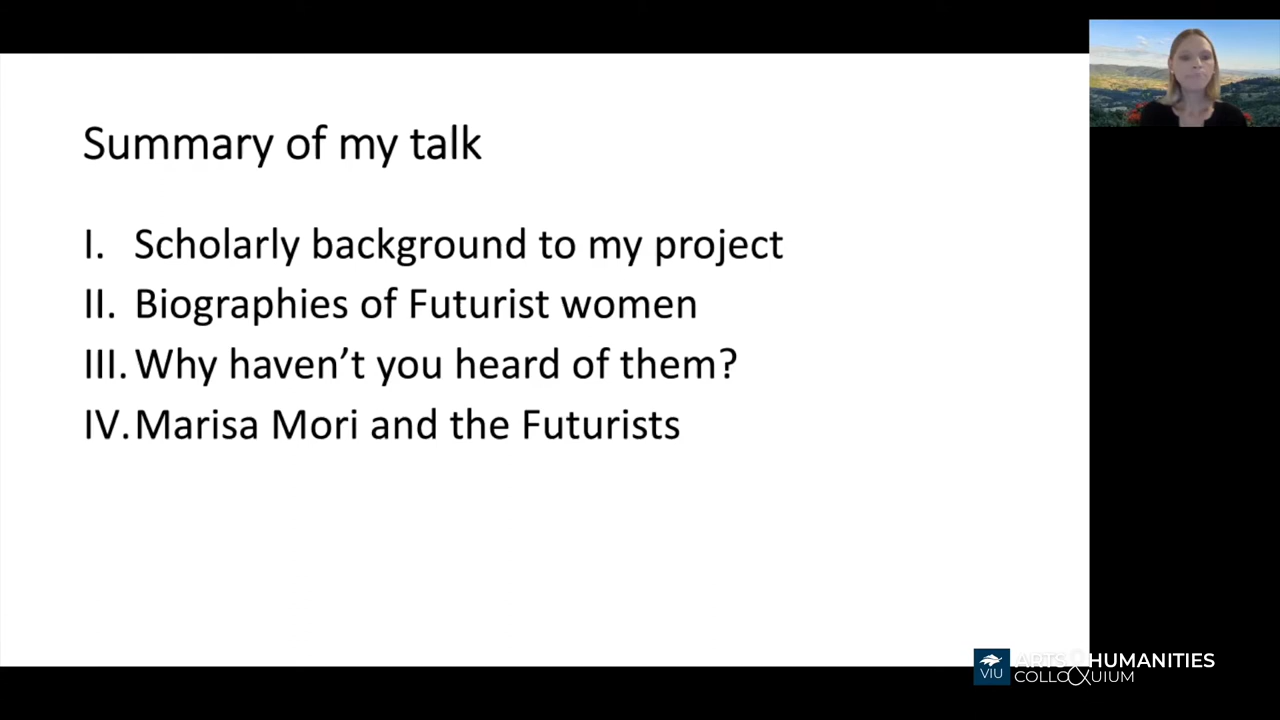 Summary of my talk
I. Scholarly background to my project
II. Biographies of Futurist women
III. Why haven’t you heard of them?
IV. Marisa Mori and the Futurists
VIU ARTS & HUMANITIES
COLLOQUIUM